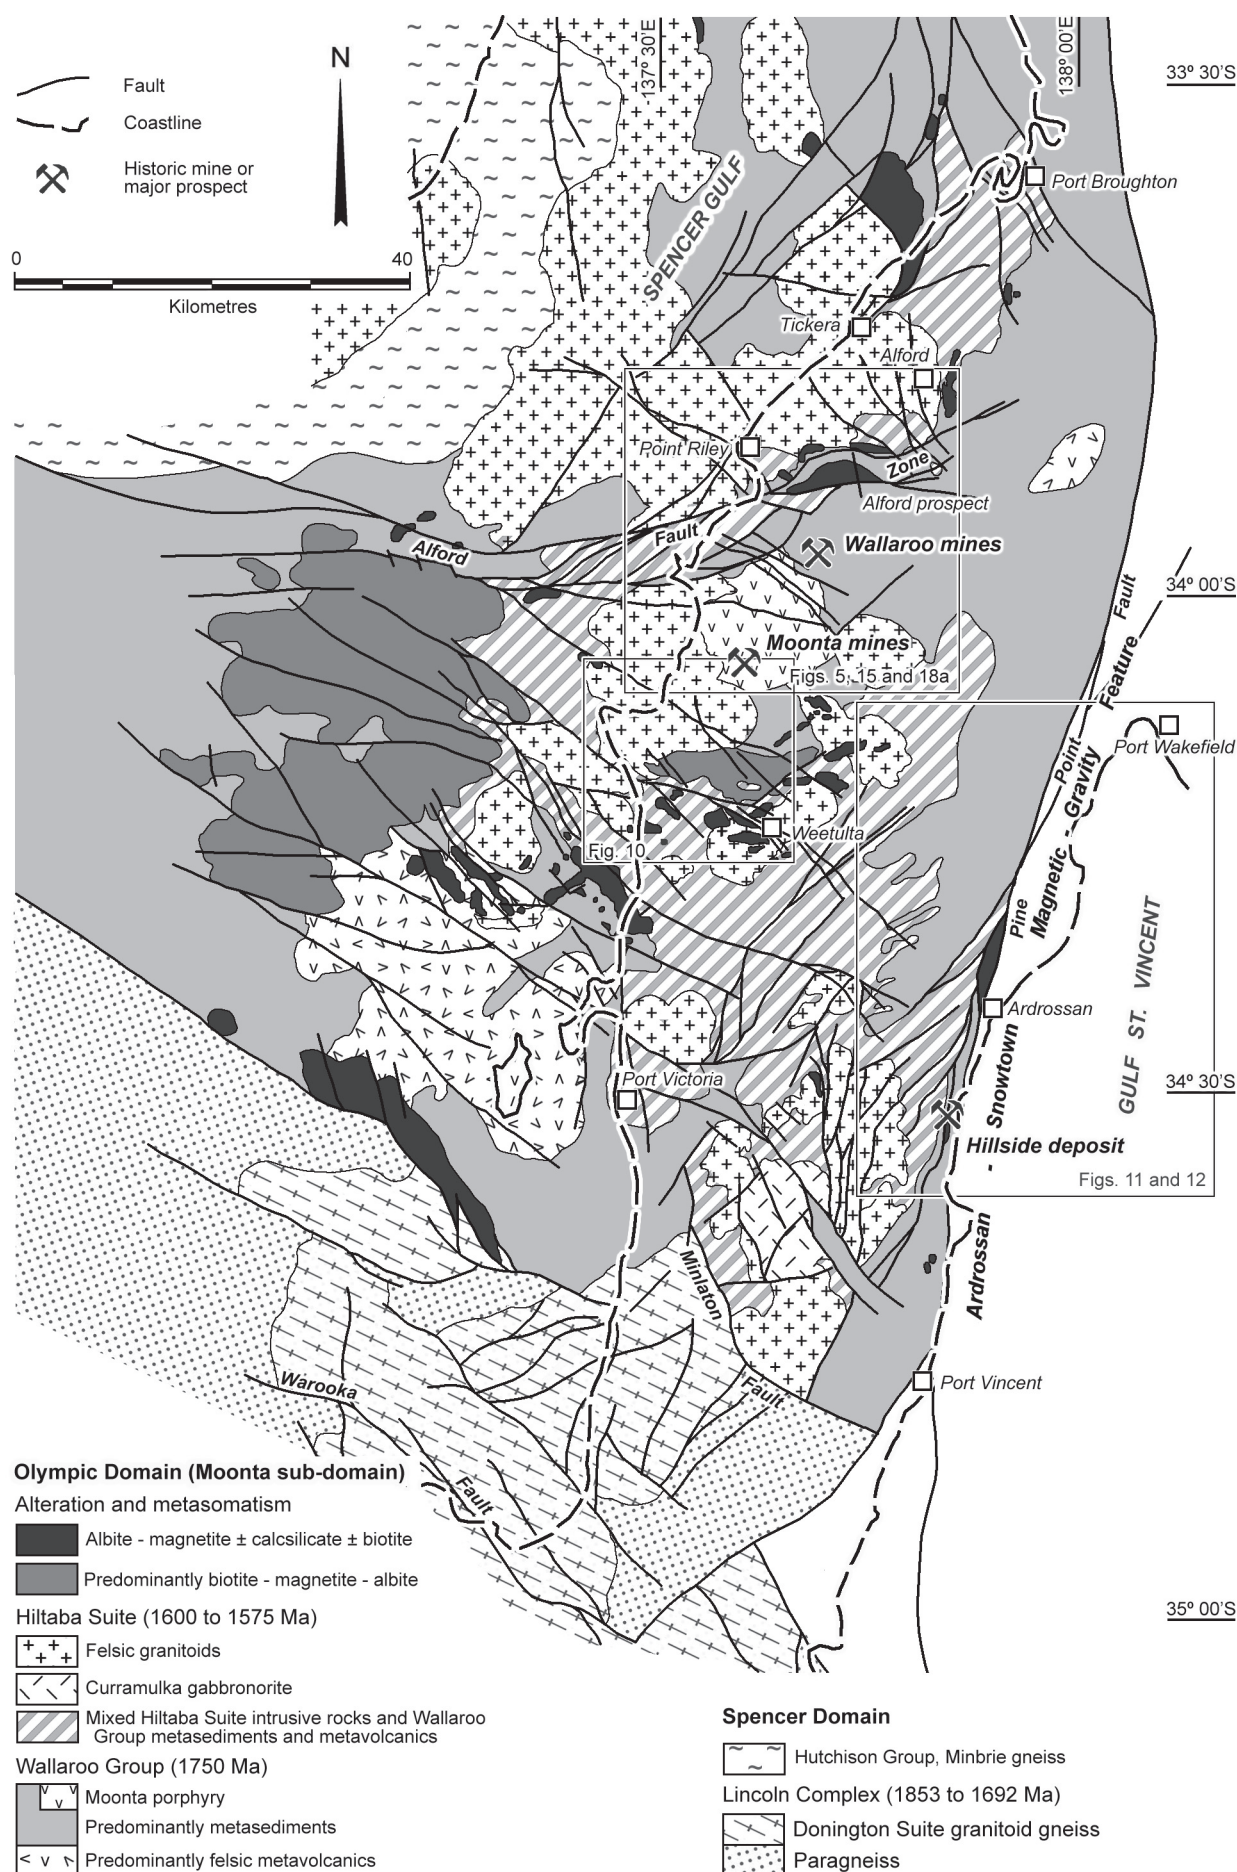 N
Fault
Coastline
Historic mine or
major prospect
0
40
Kilometres
137º 30'E
138º 00'E
33º 30'S
SPENCER GULF
Port Broughton
Tickera
Alford
Point Riley
Zone
Alford prospect
Alford
Fault
Wallaroo mines
34º 00'S
Moonta mines
Figs. 5, 15 and 18a
Fault
Feature
Port Wakefield
Point
Gravity
-
Magnetic
Pine
Weetulta
Fig. 10
GULF ST. VINCENT
Ardrossan
Snowtown
-
Ardrossan
Port Victoria
34º 30'S
Hillside deposit
Figs. 11 and 12
Minlaton
Fault
Port Vincent
Warooka
Fault
35º 00'S
Olympic Domain (Moonta sub-domain)
Alteration and metasomatism
Albite - magnetite ± calcsilicate ± biotite
Predominantly biotite - magnetite - albite
Hiltaba Suite (1600 to 1575 Ma)
Felsic granitoids
Curramulka gabbronorite
Mixed Hiltaba Suite intrusive rocks and Wallaroo
Group metasediments and metavolcanics
Wallaroo Group (1750 Ma)
Moonta porphyry
Predominantly metasediments
Predominantly felsic metavolcanics
Spencer Domain
Hutchison Group, Minbrie gneiss
Lincoln Complex (1853 to 1692 Ma)
Donington Suite granitoid gneiss
Paragneiss